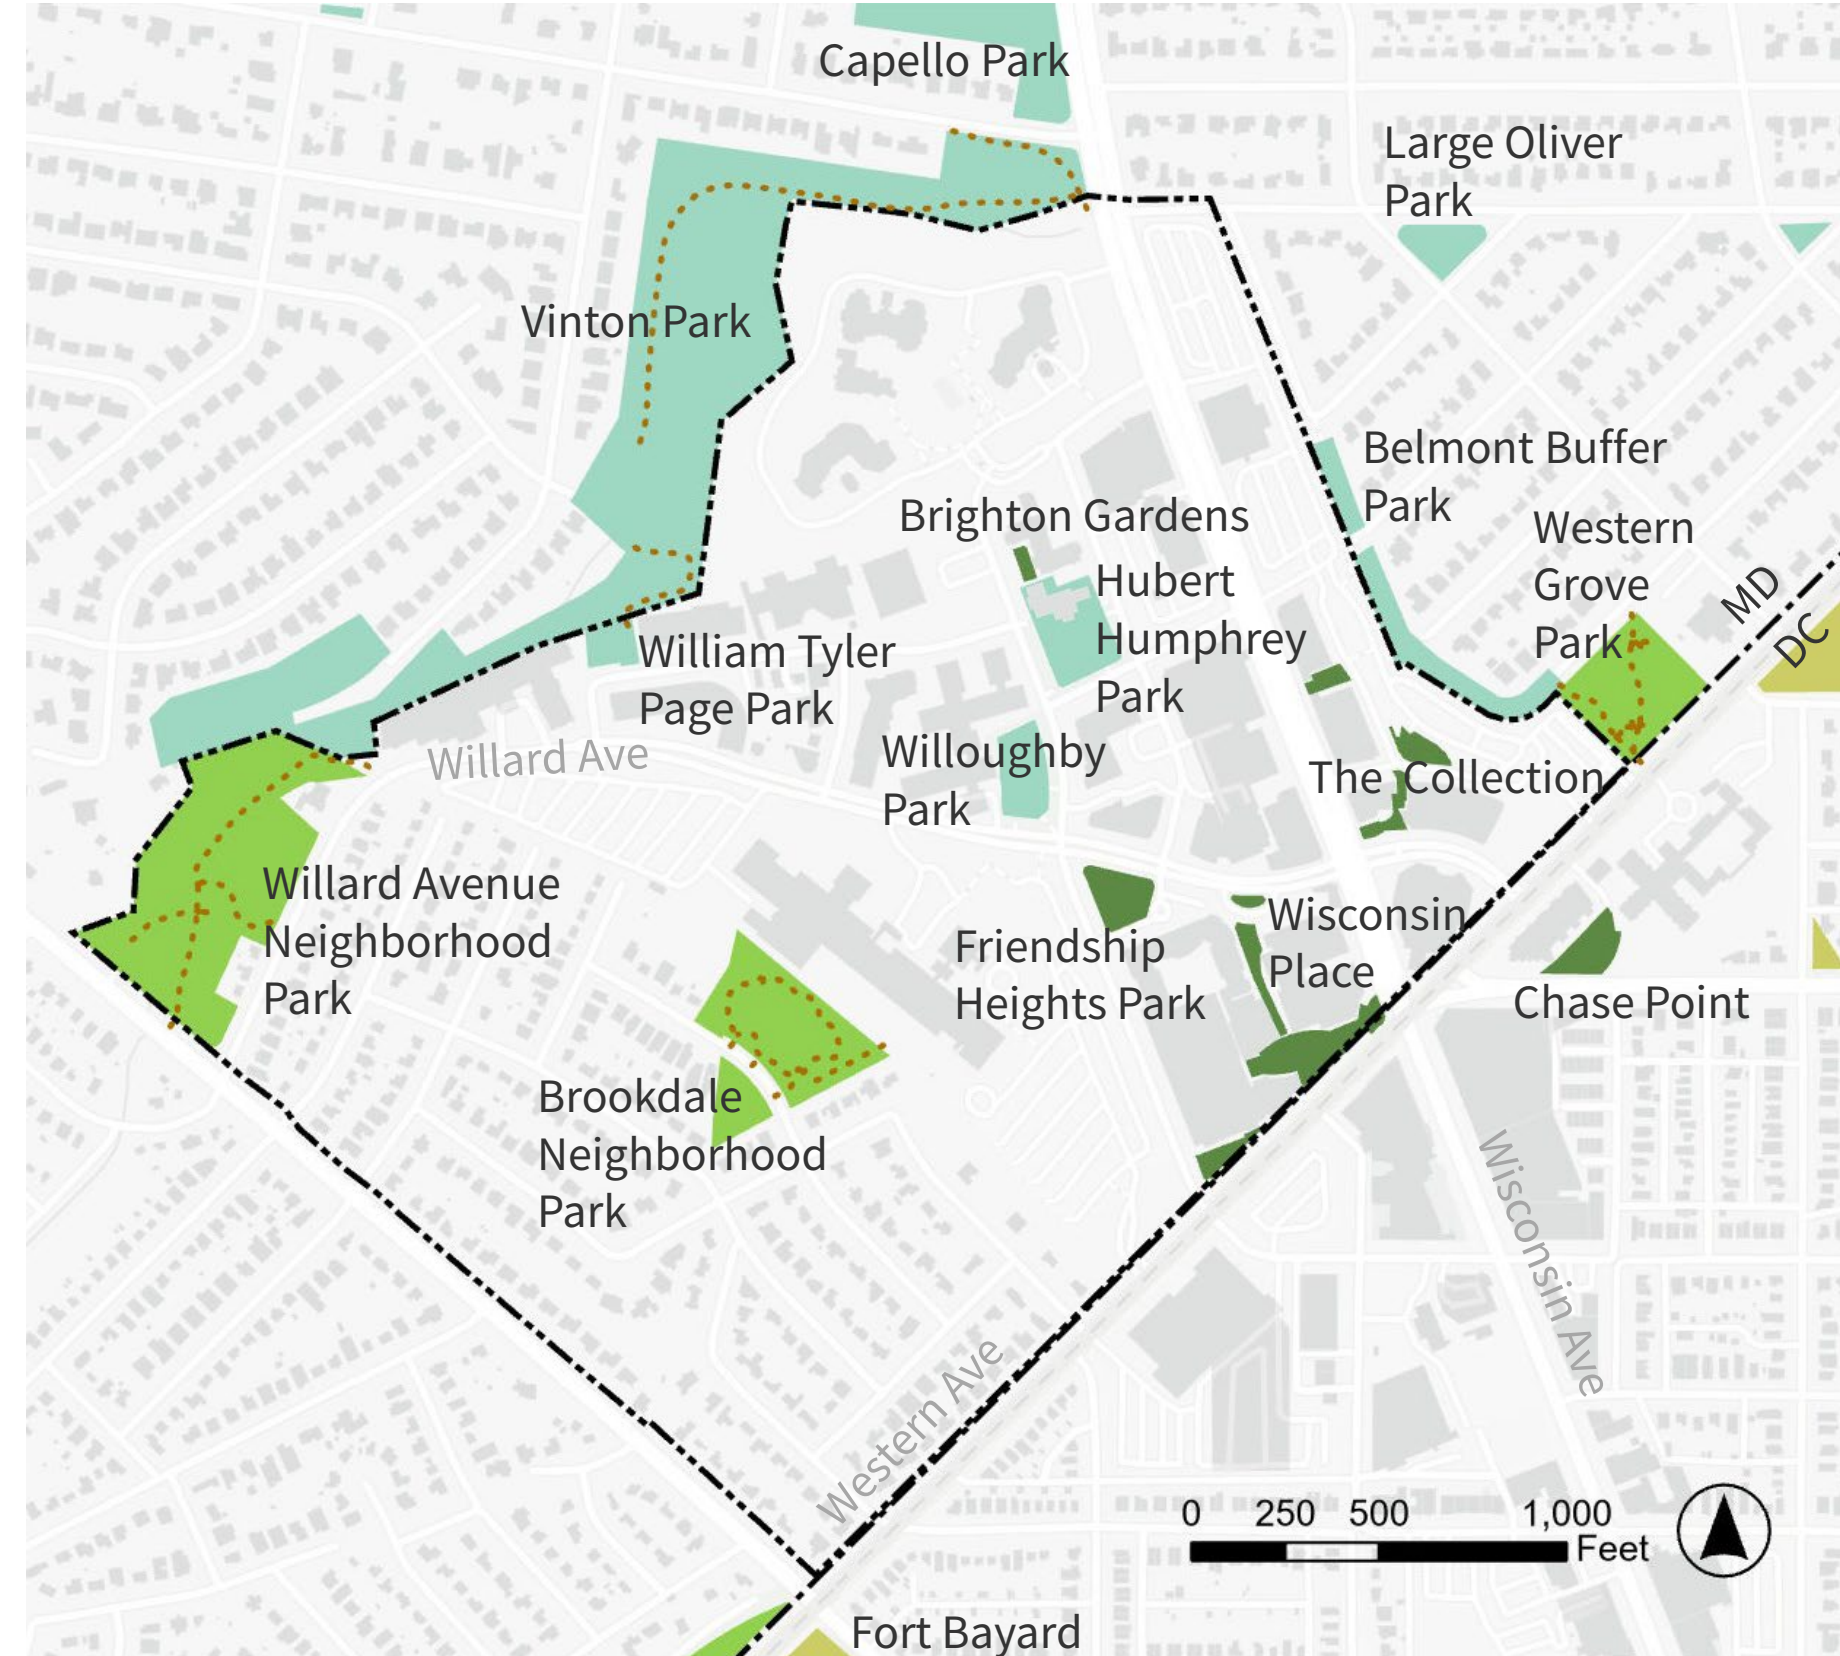 Capello Park
Large Oliver
Park
Vinton Park
Belmont Buffer
Park
Brighton Gardens
Western
Grove
Park
MD
DC
Hubert
Humphrey
Park
William Tyler
Page Park
Willard Ave
Willoughby
Park
The Collection
Willard Avenue
Neighborhood
Park
Friendship
Heights Park
Wisconsin
Place
Chase Point
Brookdale
Neighborhood
Park
Wisconsin Ave
Western Ave
0 250 500 1,000
Feet
Fort Bayard